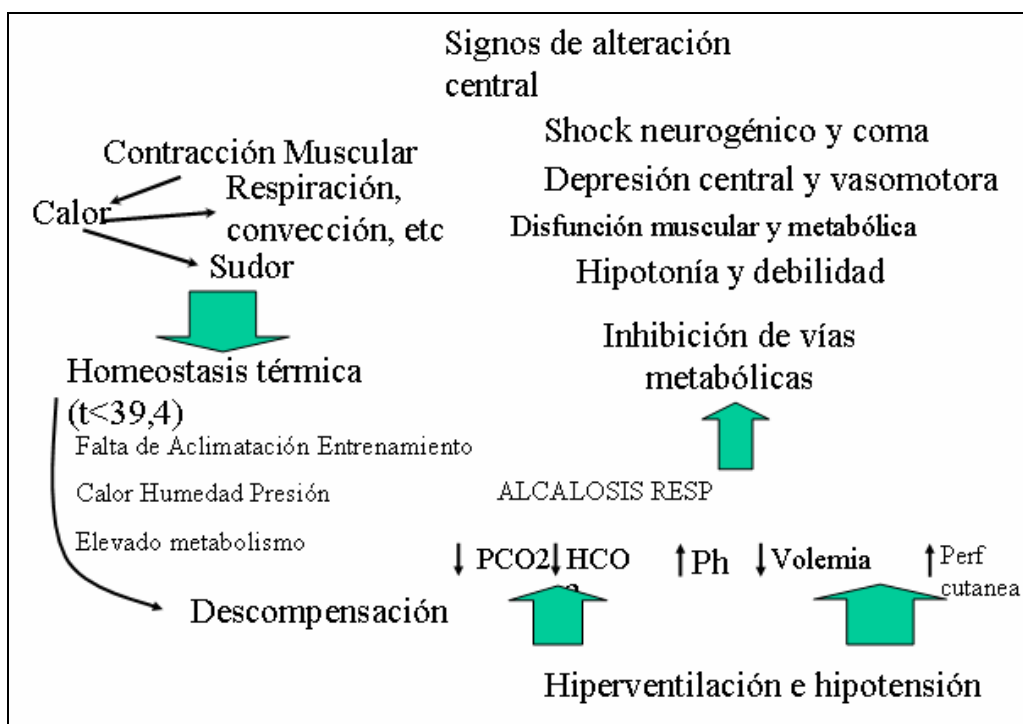 Signos de alteración
central
Contracción Muscular
Calor
Respiración,
convección, etc
Sudor
Homeostasis térmica
(t<39,4)
Falta de Aclimatación Entrenamiento
Calor Humedad Presión
Elevado metabolismo
Descompensación
Shock neurogénico y coma
Depresión central y vasomotora
Disfunción muscular y metabólica
Hipotonía y debilidad
Inhibición de vías
metabólicas
ALCALOSIS RESP
↓ PCO2 ↓ HCO
↑ Ph ↓ Volemia ↑ Perf
cutanea
Hiperventilación e hipotensión